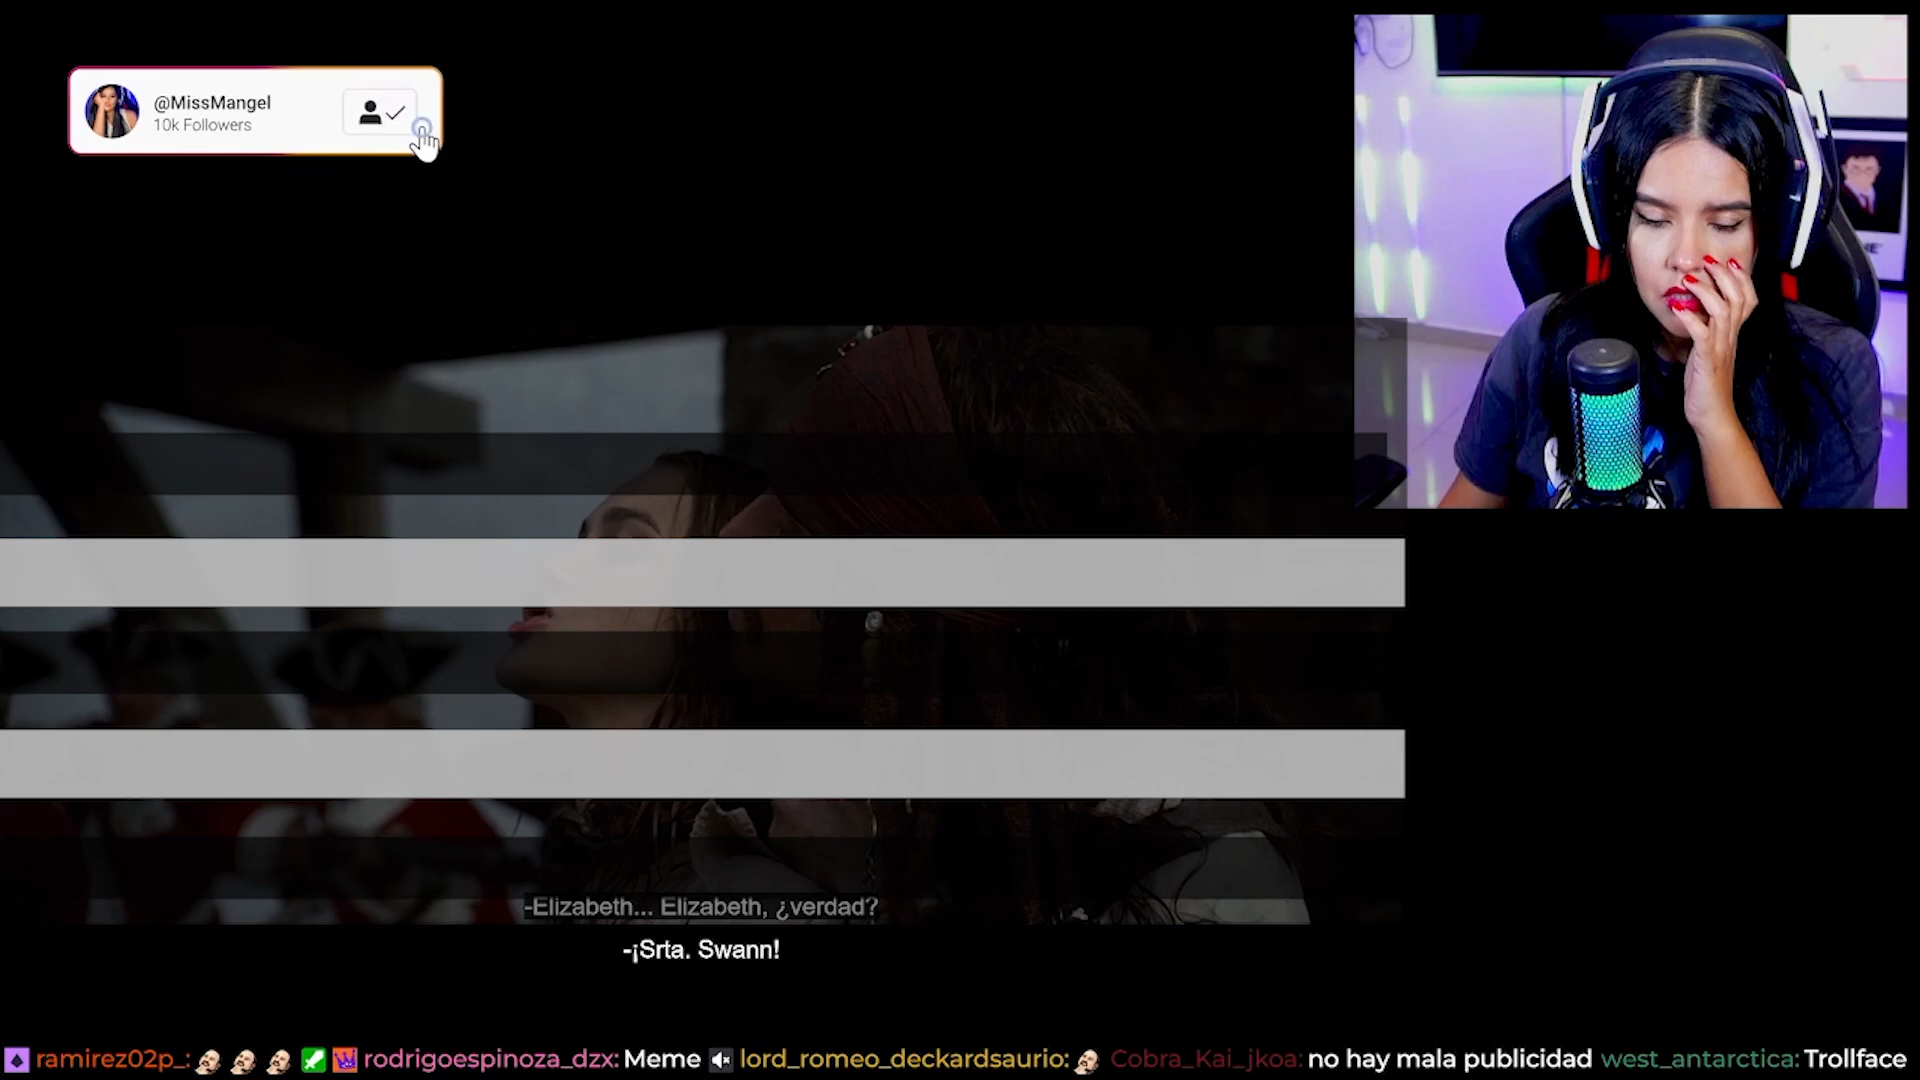 @MissMangel
10k Followers
-Elizabeth... Elizabeth, ¿verdad?
-¡Srta. Swann!
ramirez02p_: rodrigoespinoza_dzx: Meme lord_romeo_deckardsaurio: Cobra_Kai_jkoa: no hay mala publicidad west_antarctica: Trollface